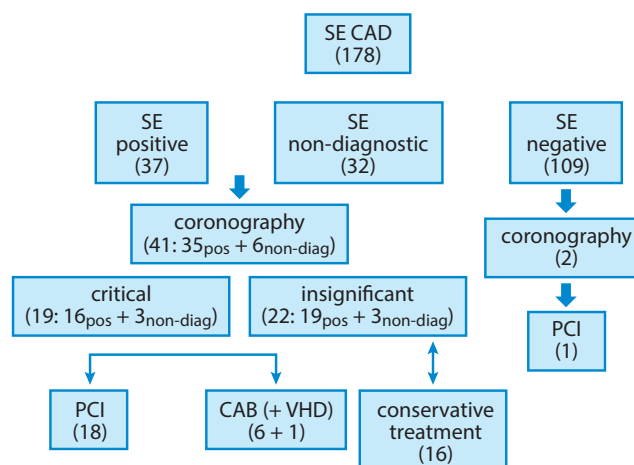 SE CAD
(178)
SE
positive
(37)
SE
non-diagnostic
(32)
SE
negative
(109)
coronography
(41: 35pos + 6non-diag)
coronography
(2)
critical
(19: 16pos + 3non-diag)
insignificant
(22: 19pos + 3non-diag)
PCI
(1)
PCI
(18)
CAB (+ VHD)
(6 + 1)
conservative
treatment
(16)